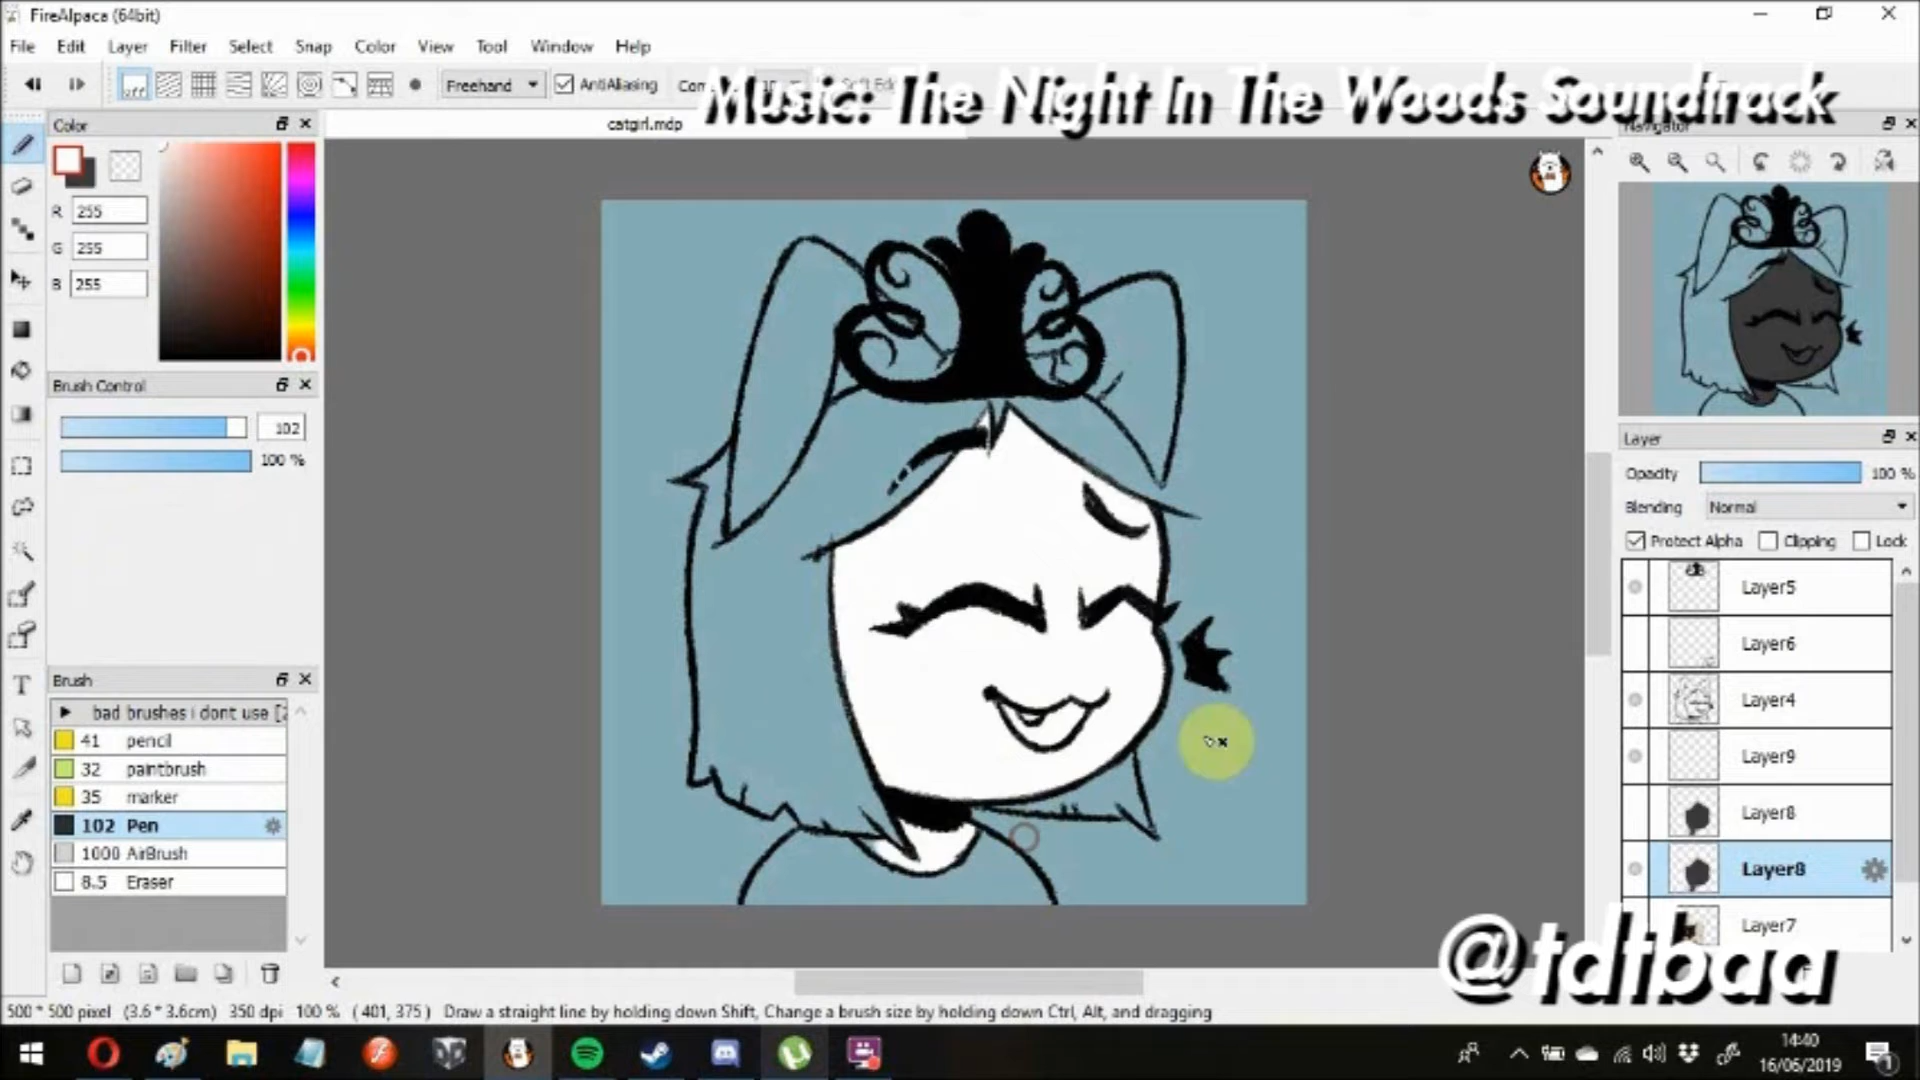 FireAlpaca (64bit)
File Edit Layer Filter Select Snap Color View Tool Window Help
off Freehand AntiAliasing Soft Edge
Music: The Night In The Woods Soundtrack
Color
catgirl.mdp
Navigator
R 255
G 255
B 255
Brush Control
102
100 %
Layer
Opacity 100 %
Blending Normal
Protect Alpha Clipping Lock
Layer5
Layer6
Layer4
Layer9
Layer8
Layer8
Layer7
Brush
bad brushes i dont use [
41 pencil
32 paintbrush
35 marker
102 Pen
1000 AirBrush
8.5 Eraser
T
@tdtbaa
500 * 500 pixel (3.6 * 3.6cm) 350 dpi 100 % ( 401, 375 ) Draw a straight line by holding down Shift, Change a brush size by holding down Ctrl, Alt, and dragging
14:40
16/06/2019
1